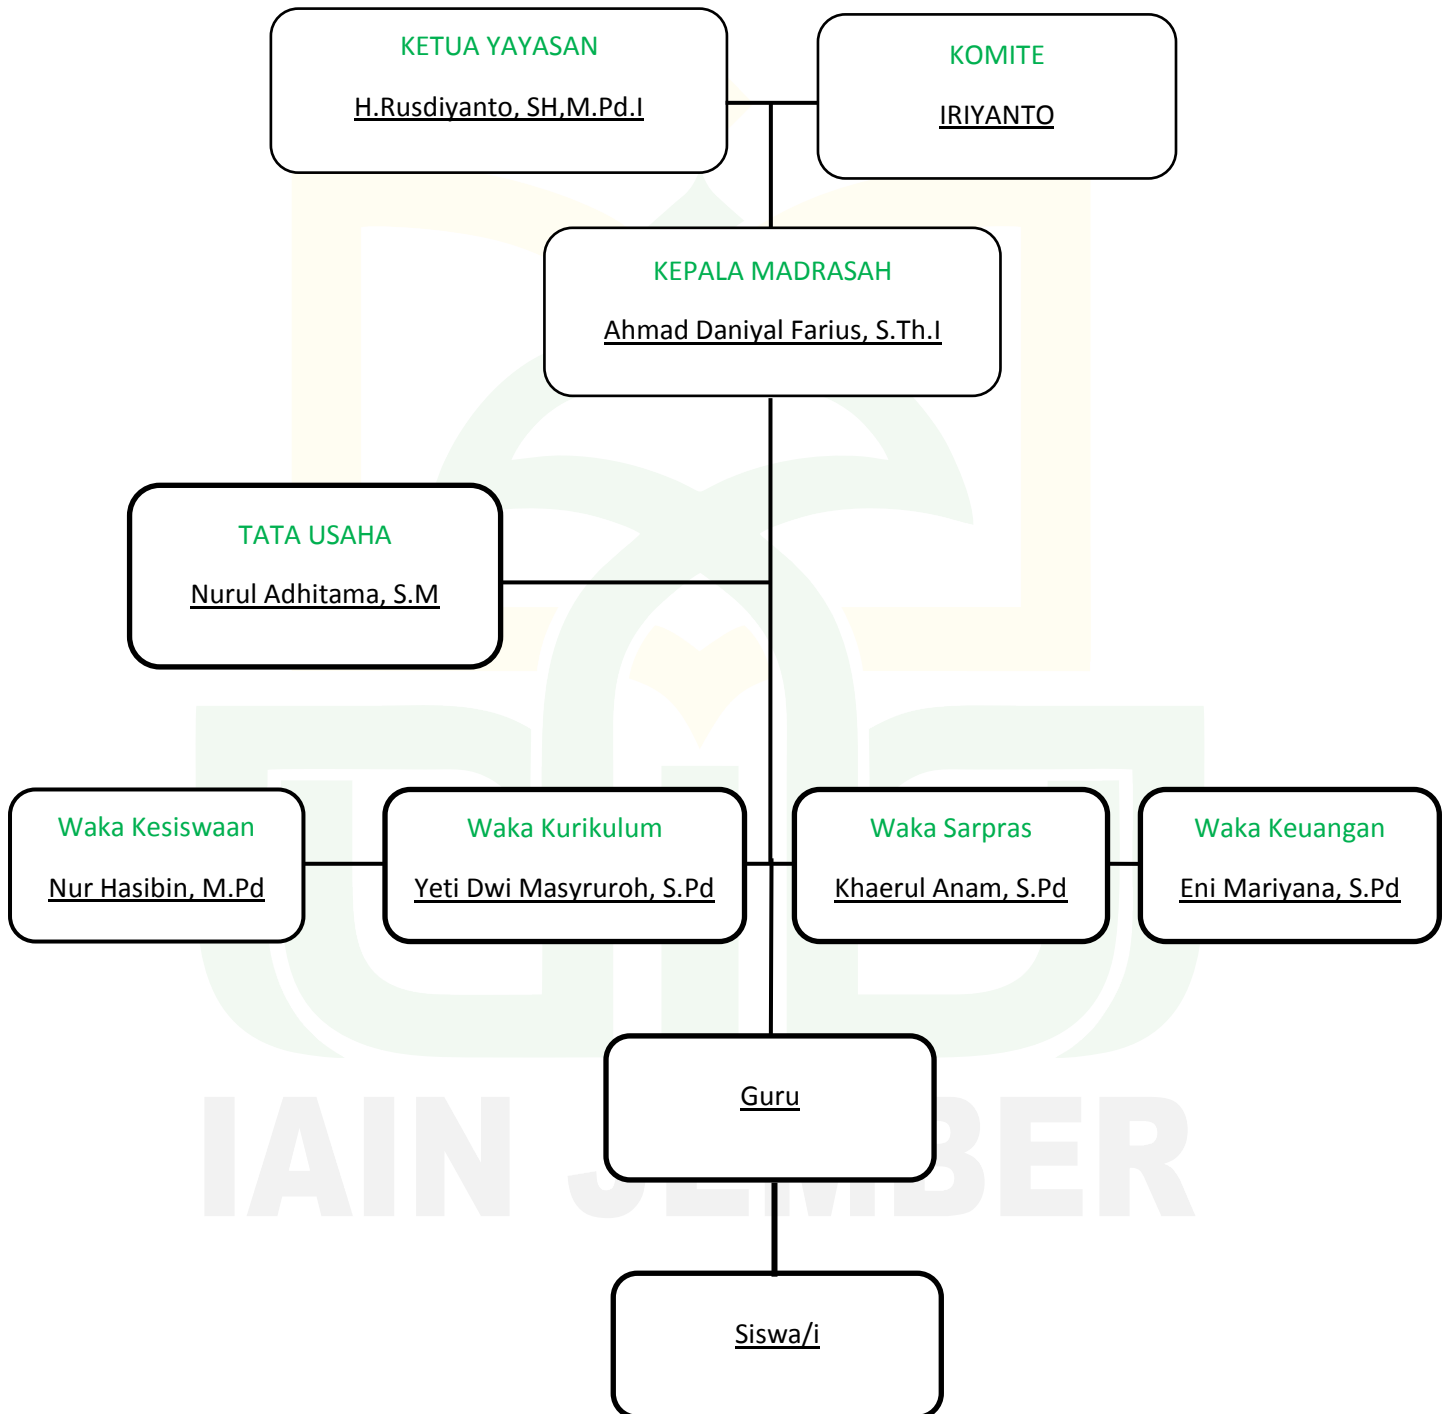 KETUA YAYASAN
H.Rusdiyanto, SH,M.Pd.I
KOMITE
IRIYANTO
KEPALA MADRASAH
Ahmad Daniyal Farius, S.Th.I
TATA USAHA
Nurul Adhitama, S.M
Waka Kesiswaan
Nur Hasibin, M.Pd
Waka Kurikulum
Yeti Dwi Masyruroh, S.Pd
Waka Sarpras
Khaerul Anam, S.Pd
Waka Keuangan
Eni Mariyana, S.Pd
Guru
IAIN JEMBER
Siswa/i